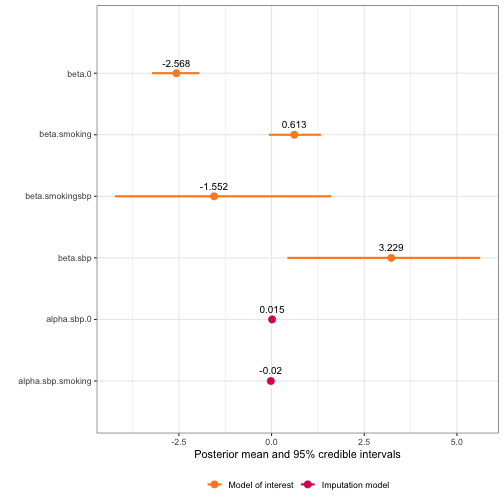 beta.0
-2.568
beta.smoking
0.613
beta.smokingsbp
-1.552
beta.sbp
3.229
alpha.sbp.0
0.015
alpha.sbp.smoking
-0.02
-2.5 0.0 2.5 5.0
Posterior mean and 95% credible intervals
Model of interest Imputation model